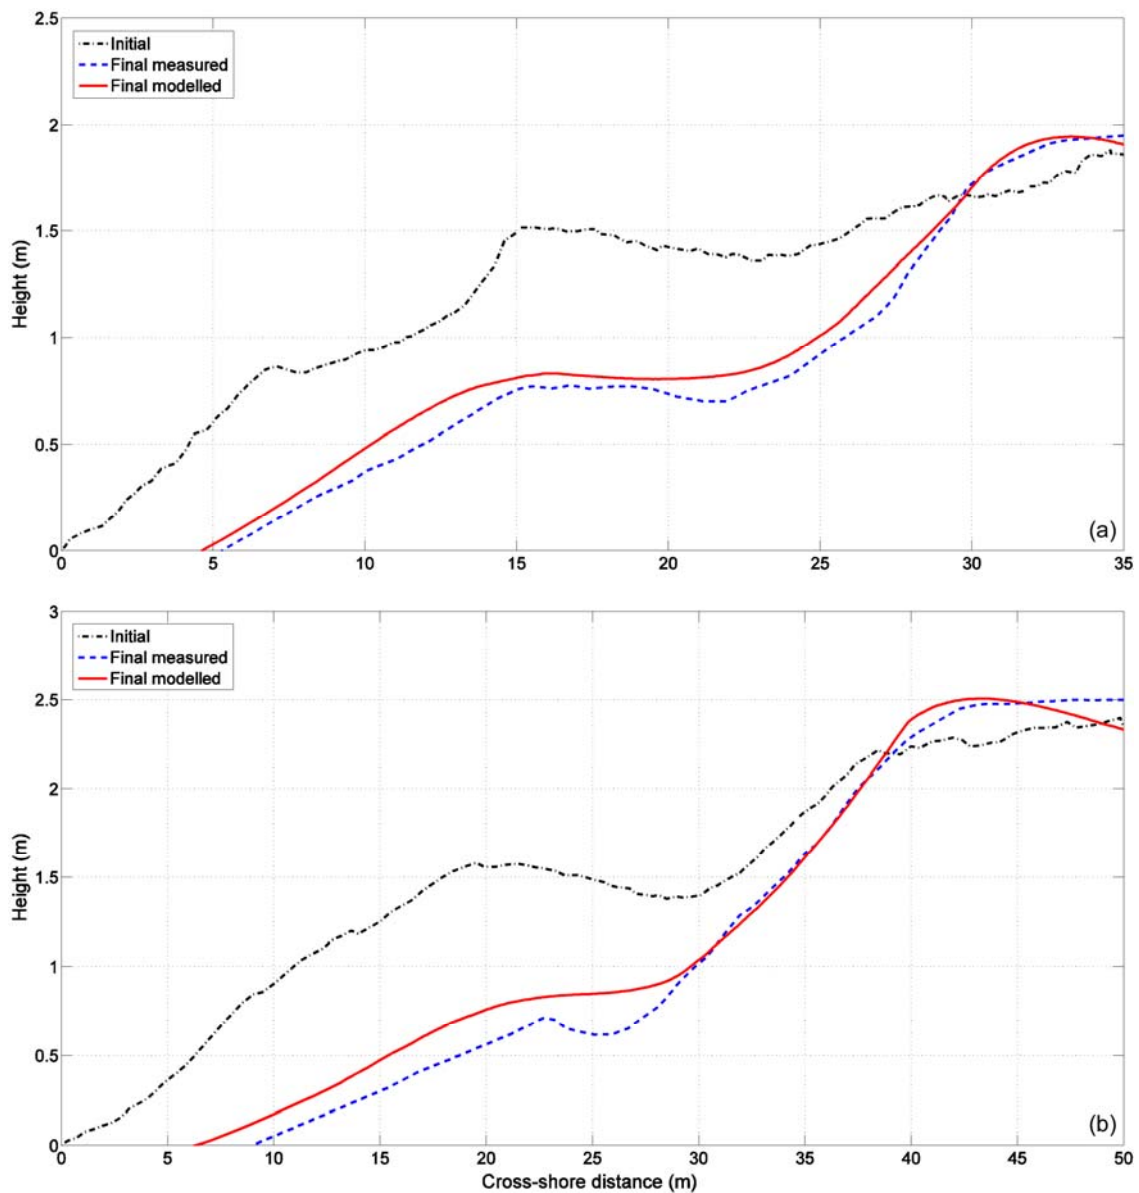 2.5
Initial
Final measured
Final modelled
2
1.5
Height (m)
1
0.5
(a)
0
0 5 10 15 20 25 30 35
3
Initial
Final measured
Final modelled
2.5
2
1.5
Height (m)
1
0.5
(b)
0
0 5 10 15 20 25 30 35 40 45 50
Cross-shore distance (m)